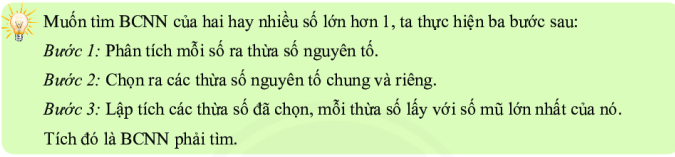 Muốn tìm BCNN của hai hay nhiều số lớn hơn 1, ta thực hiện ba bước sau:
Bước 1: Phân tích mỗi số ra thừa số nguyên tố.
Bước 2: Chọn ra các thừa số nguyên tố chung và riêng.
Bước 3: Lập tích các thừa số đã chọn, mỗi thừa số lấy với số mũ lớn nhất của nó.
Tích đó là BCNN phải tìm.